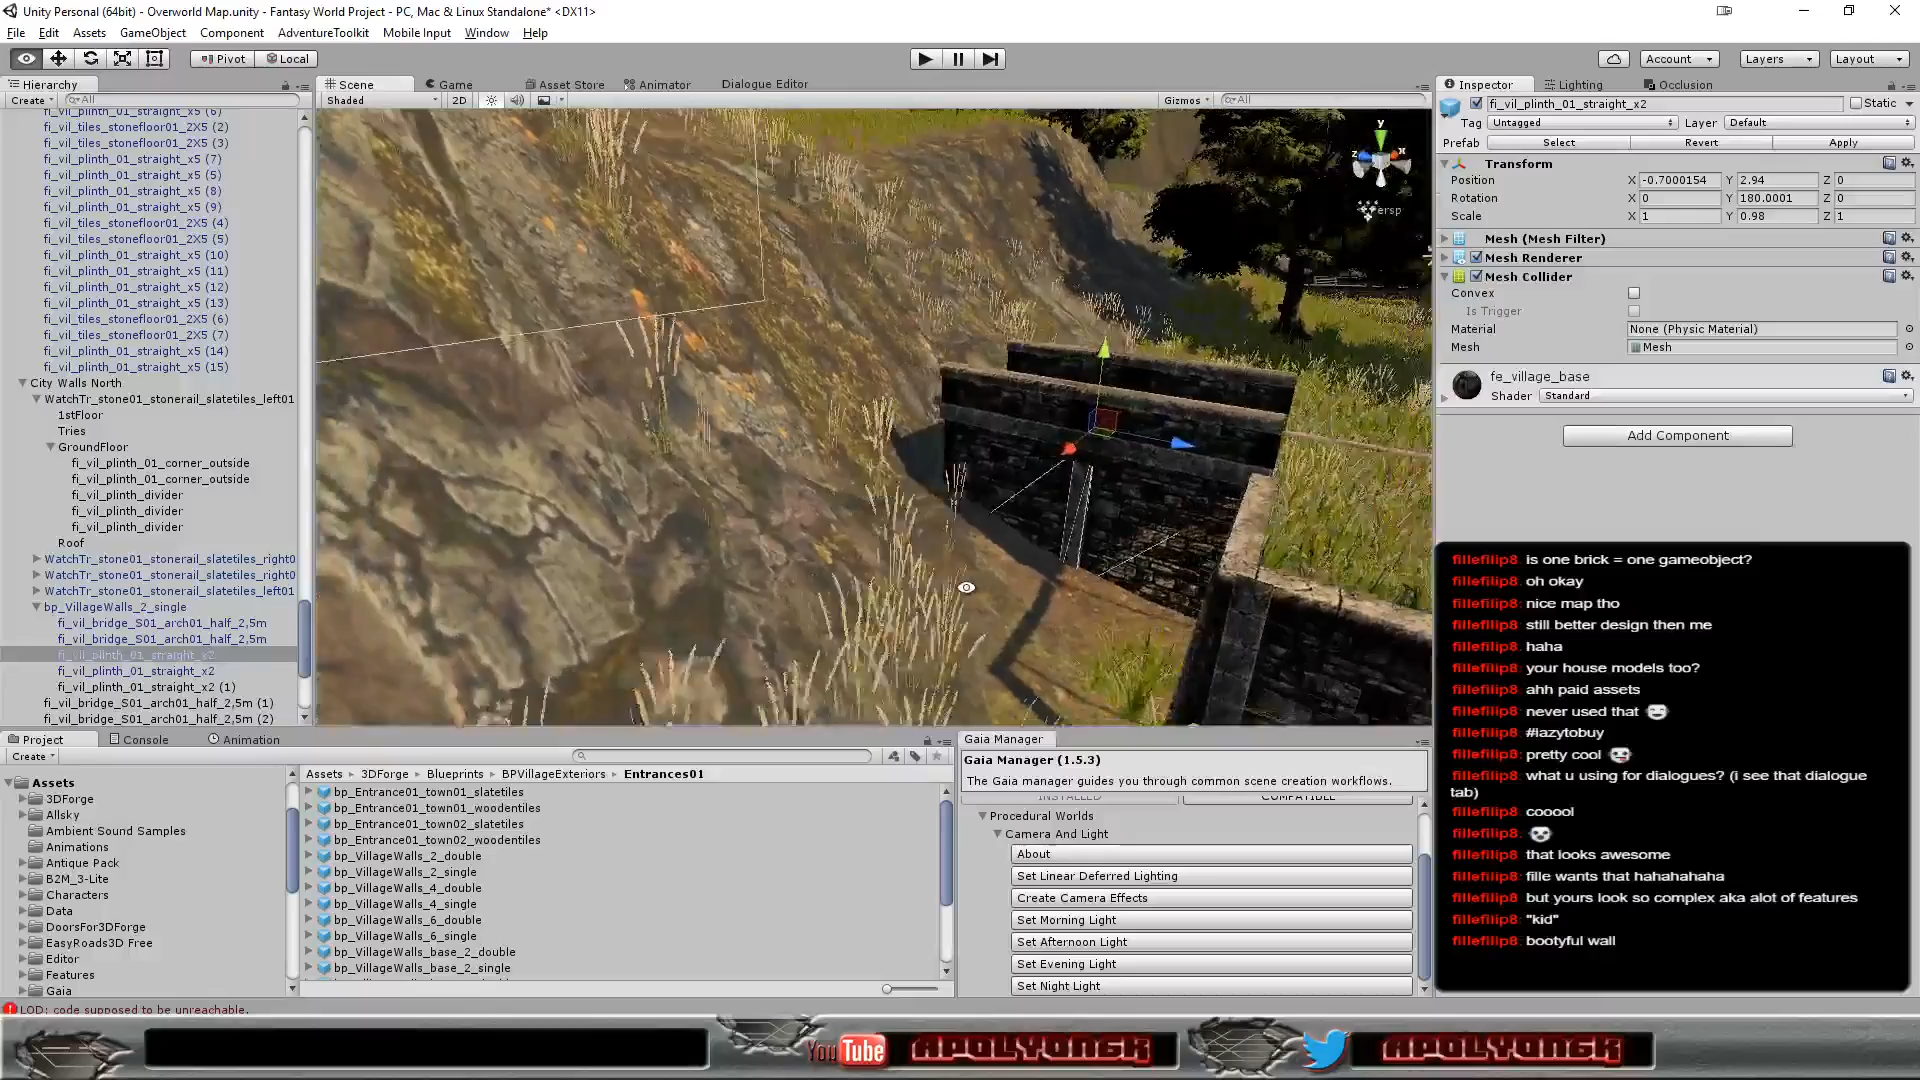 Unity Personal (64bit) - Overworld Map.unity - Fantasy World Project - PC, Mac & Linux Standalone* <DX11>
File Edit Assets GameObject Component AdventureToolkit Mobile Input Window Help
Pivot Local Account Layers Layout
Hierarchy
Create All
fi_vil_plinth_01_straight_x5 (6)
fi_vil_tiles_stonefloor01_2X5 (2)
fi_vil_tiles_stonefloor01_2X5 (3)
fi_vil_plinth_01_straight_x5 (7)
fi_vil_plinth_01_straight_x5 (5)
fi_vil_plinth_01_straight_x5 (8)
fi_vil_plinth_01_straight_x5 (9)
fi_vil_tiles_stonefloor01_2X5 (4)
fi_vil_tiles_stonefloor01_2X5 (5)
fi_vil_plinth_01_straight_x5 (10)
fi_vil_plinth_01_straight_x5 (11)
fi_vil_plinth_01_straight_x5 (12)
fi_vil_plinth_01_straight_x5 (13)
fi_vil_tiles_stonefloor01_2X5 (6)
fi_vil_tiles_stonefloor01_2X5 (7)
fi_vil_plinth_01_straight_x5 (14)
fi_vil_plinth_01_straight_x5 (15)
City Walls North
WatchTr_stone01_stonerail_slatetiles_left01
1stFloor
Tries
GroundFloor
fi_vil_plinth_01_corner_outside
fi_vil_plinth_01_corner_outside
fi_vil_plinth_divider
fi_vil_plinth_divider
fi_vil_plinth_divider
Roof
WatchTr_stone01_stonerail_slatetiles_right0
WatchTr_stone01_stonerail_slatetiles_right0
WatchTr_stone01_stonerail_slatetiles_left01
bp_VillageWalls_2_single
fi_vil_bridge_S01_arch01_half_2,5m
fi_vil_bridge_S01_arch01_half_2,5m
fi_vil_plinth_01_straight_x2
fi_vil_plinth_01_straight_x2
fi_vil_plinth_01_straight_x2 (1)
fi_vil_bridge_S01_arch01_half_2,5m (1)
fi_vil_bridge_S01_arch01_half_2,5m (2)
Scene Game Asset Store Animator Dialogue Editor
Shaded 2D Gizmos All
y
z x
Persp
Inspector Lighting Occlusion
fi_vil_plinth_01_straight_x2 Static
Tag Untagged Layer Default
Prefab Select Revert Apply
Transform
Position X -0.7000154 Y 2.94 Z 0
Rotation X 0 Y 180.0001 Z 0
Scale X 1 Y 0.98 Z 1
Mesh (Mesh Filter)
Mesh Renderer
Mesh Collider
Convex
Is Trigger
Material None (Physic Material)
Mesh Mesh
fe_village_base
Shader Standard
Add Component
fillefilip8: is one brick = one gameobject?
fillefilip8: oh okay
fillefilip8: nice map tho
fillefilip8: still better design then me
fillefilip8: haha
fillefilip8: your house models too?
fillefilip8: ahh paid assets
fillefilip8: never used that
fillefilip8: #lazytobuy
fillefilip8: pretty cool
fillefilip8: what u using for dialogues? (i see that dialogue
tab)
fillefilip8: cooool
fillefilip8:
fillefilip8: that looks awesome
fillefilip8: fille wants that hahahahaha
fillefilip8: but yours look so complex aka alot of features
fillefilip8: "kid"
fillefilip8: bootyful wall
Project Console Animation
Create
Assets
3DForge
Allsky
Ambient Sound Samples
Animations
Antique Pack
B2M_3-Lite
Characters
Data
DoorsFor3DForge
EasyRoads3D Free
Editor
Features
Gaia
Assets 3DForge Blueprints BPVillageExteriors Entrances01
bp_Entrance01_town01_slatetiles
bp_Entrance01_town01_woodentiles
bp_Entrance01_town02_slatetiles
bp_Entrance01_town02_woodentiles
bp_VillageWalls_2_double
bp_VillageWalls_2_single
bp_VillageWalls_4_double
bp_VillageWalls_4_single
bp_VillageWalls_6_double
bp_VillageWalls_6_single
bp_VillageWalls_base_2_double
bp_VillageWalls_base_2_single
Gaia Manager
Gaia Manager (1.5.3)
The Gaia manager guides you through common scene creation workflows.
INSTALLED COMPATIBLE
Procedural Worlds
Camera And Light
About
Set Linear Deferred Lighting
Create Camera Effects
Set Morning Light
Set Afternoon Light
Set Evening Light
Set Night Light
LOD: code supposed to be unreachable.
YouTube APOLYONGK APOLYONGK